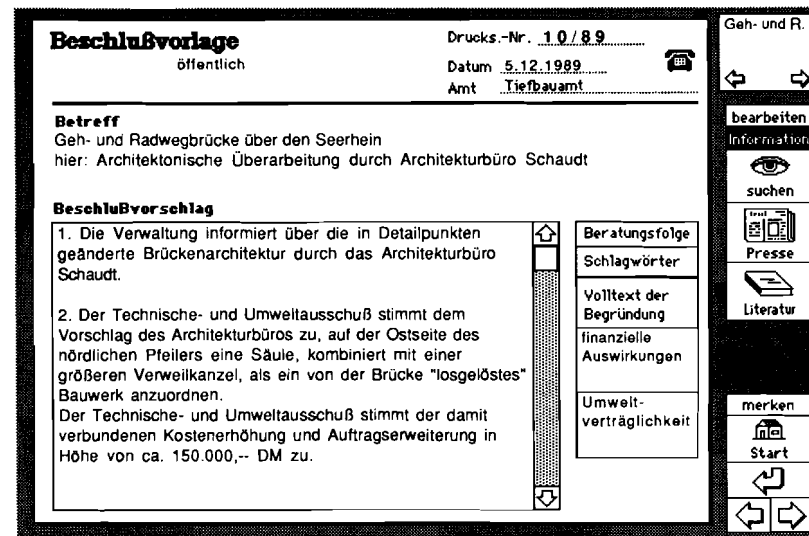 Beschlußvorlage
öffentlich
Drucks.-Nr. 10/89
Datum 5.12.1989
Amt Tiefbauamt
Betreff
Geh- und Radwegbrücke über den Seerhein
hier: Architektonische Überarbeitung durch Architekturbüro Schaudt
Beschlußvorschlag
1. Die Verwaltung informiert über die in Detailpunkten
geänderte Brückenarchitektur durch das Architekturbüro
Schaudt.
2. Der Technische- und Umweltausschuß stimmt dem
Vorschlag des Architekturbüros zu, auf der Ostseite des
nördlichen Pfeilers eine Säule, kombiniert mit einer
größeren Verweilkanzel, als ein von der Brücke "losgelöstes"
Bauwerk anzuordnen.
Der Technische- und Umweltausschuß stimmt der damit
verbundenen Kostenerhöhung und Auftragserweiterung in
Höhe von ca. 150.000,-- DM zu.
Beratungsfolge
Schlagwörter
Volltext der
Begründung
finanzielle
Auswirkungen
Umwelt-
verträglichkeit
Geh- und R.
bearbeiten
Information
suchen
Presse
Literatur
merken
Start